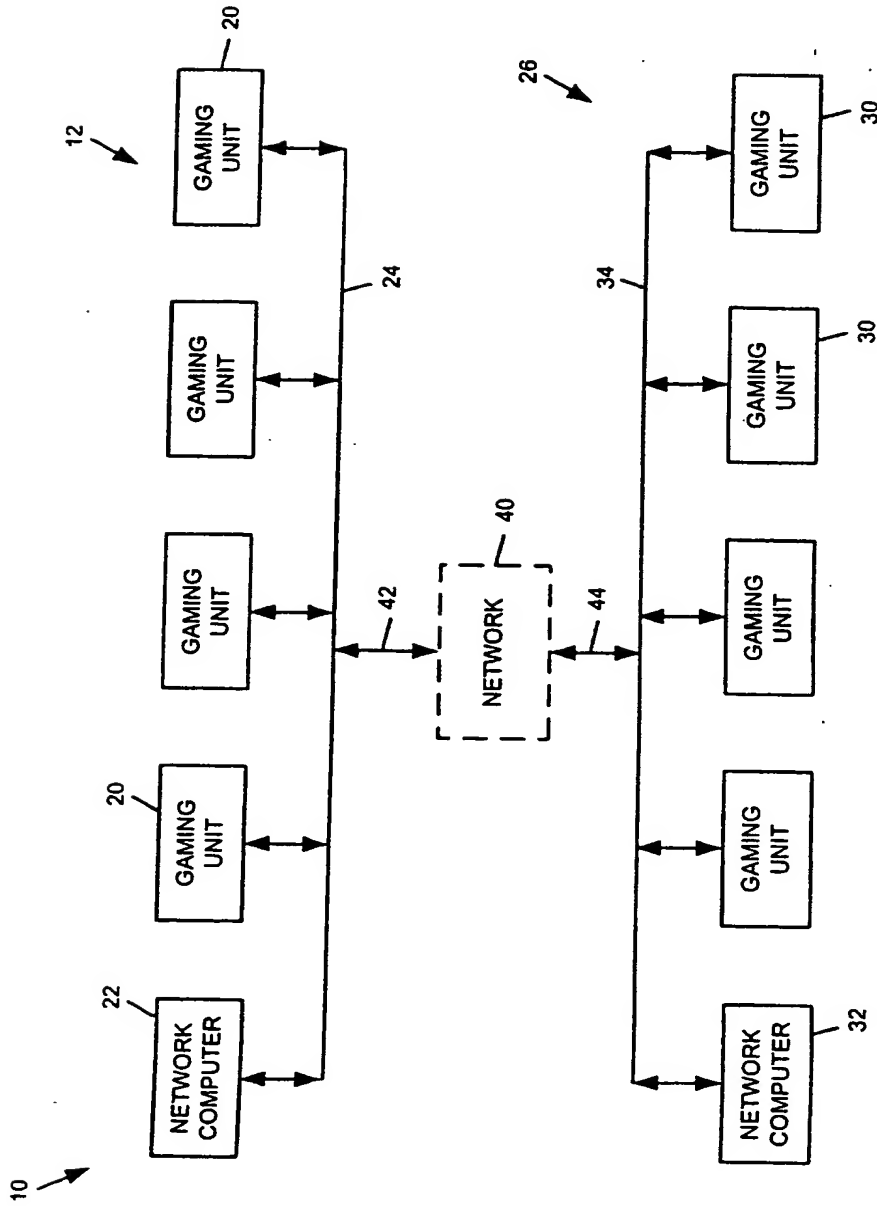 10
12
22
NETWORK
COMPUTER
20
GAMING
UNIT
GAMING
UNIT
GAMING
UNIT
20
GAMING
UNIT
24
42
40
NETWORK
44
26
34
32
NETWORK
COMPUTER
GAMING
UNIT
GAMING
UNIT
30
GAMING
UNIT
30
GAMING
UNIT